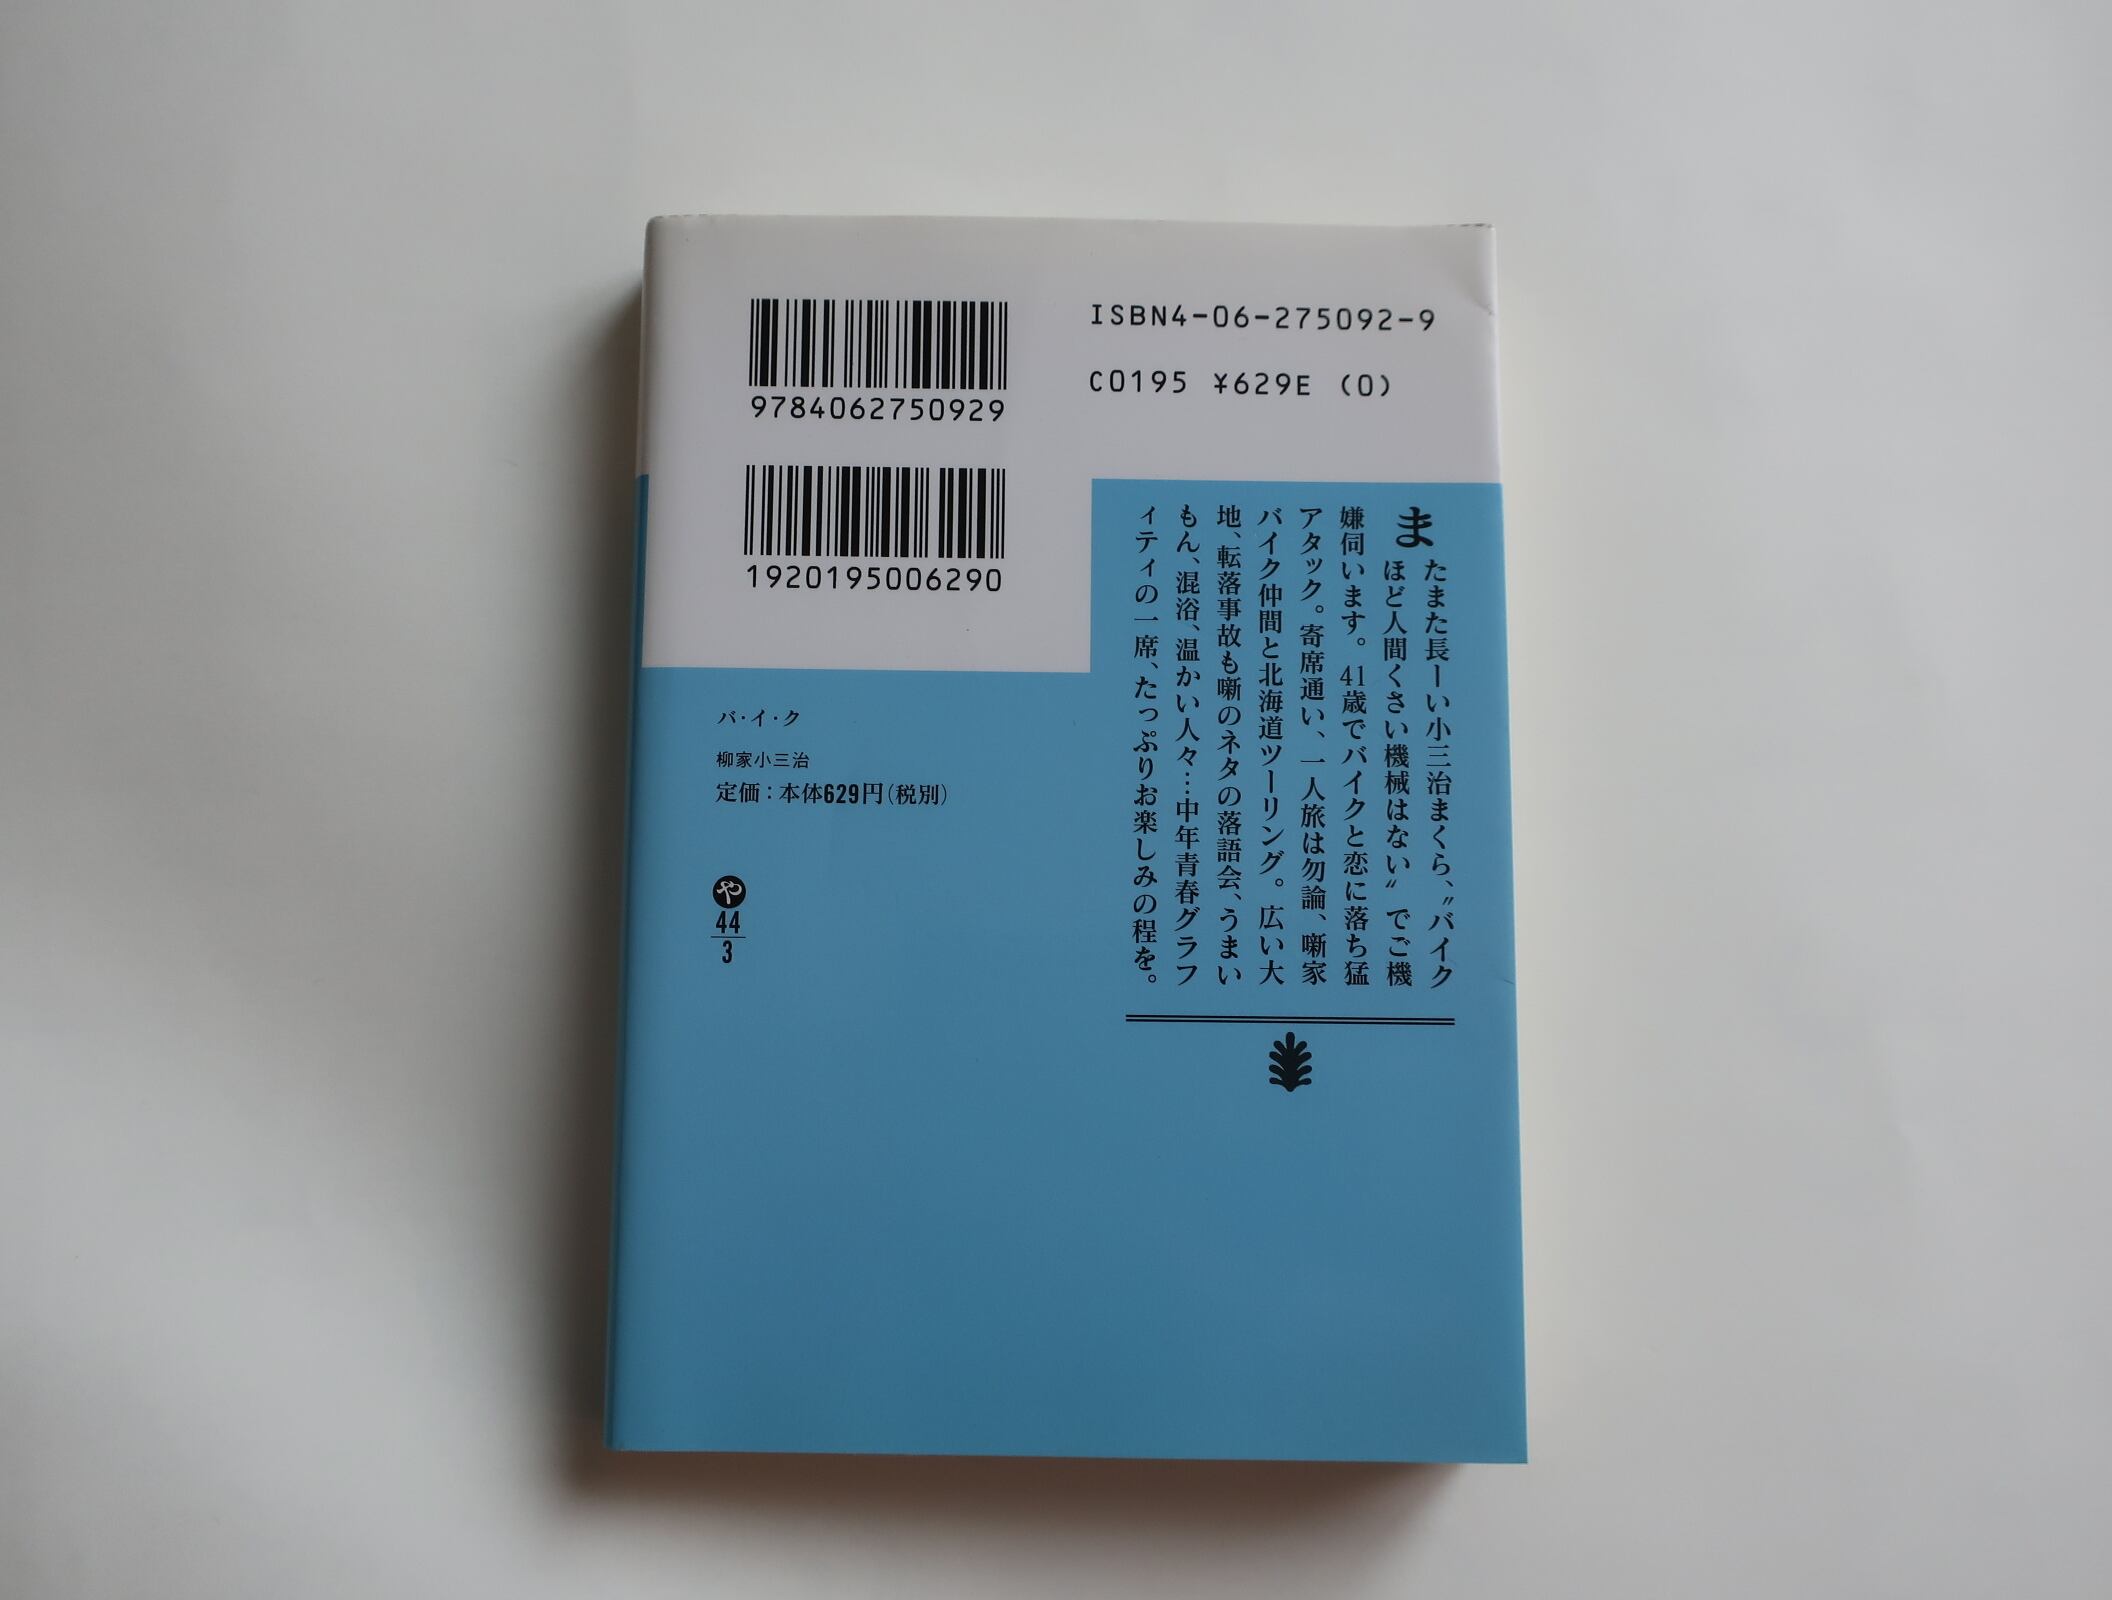 9784062750929
ISBN4-06-275092-9
C0195 ¥629E (0)
1920195006290
またまた長ーい小三治まくら、〝バイク
ほど人間くさい機械はない〟でご機
嫌伺います。41歳でバイクと恋に落ち猛
アタック。寄席通い、一人旅は勿論、噺家
バイク仲間と北海道ツーリング。広い大
地、転落事故も噺のネタの落語会、うまい
もん、混浴、温かい人々…中年青春グラフ
ィティの一席、たっぷりお楽しみの程を。
バ・イ・ク
柳家小三治
定価：本体629円（税別）
や
44
3